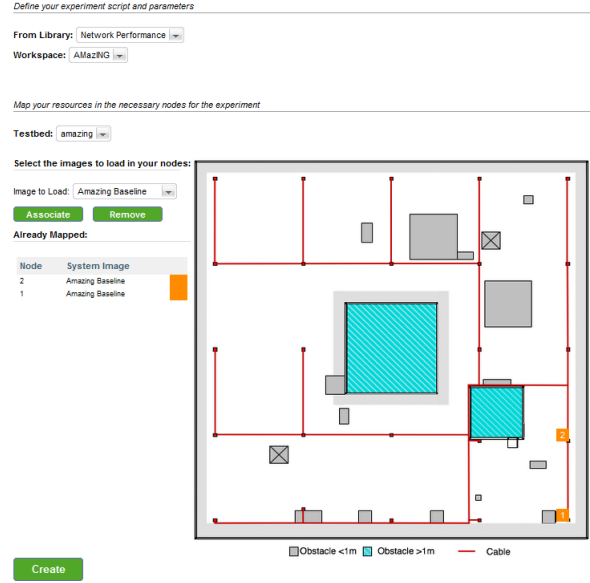 Define your experiment script and parameters
From Library: Network Performance
Workspace: AMazING
Map your resources in the necessary nodes for the experiment
Testbed: amazing
Select the images to load in your nodes:
Image to Load: Amazing Baseline
Associate Remove
Already Mapped:
Node System Image
2 Amazing Baseline
1 Amazing Baseline
2
1
Obstacle <1m Obstacle >1m Cable
Create